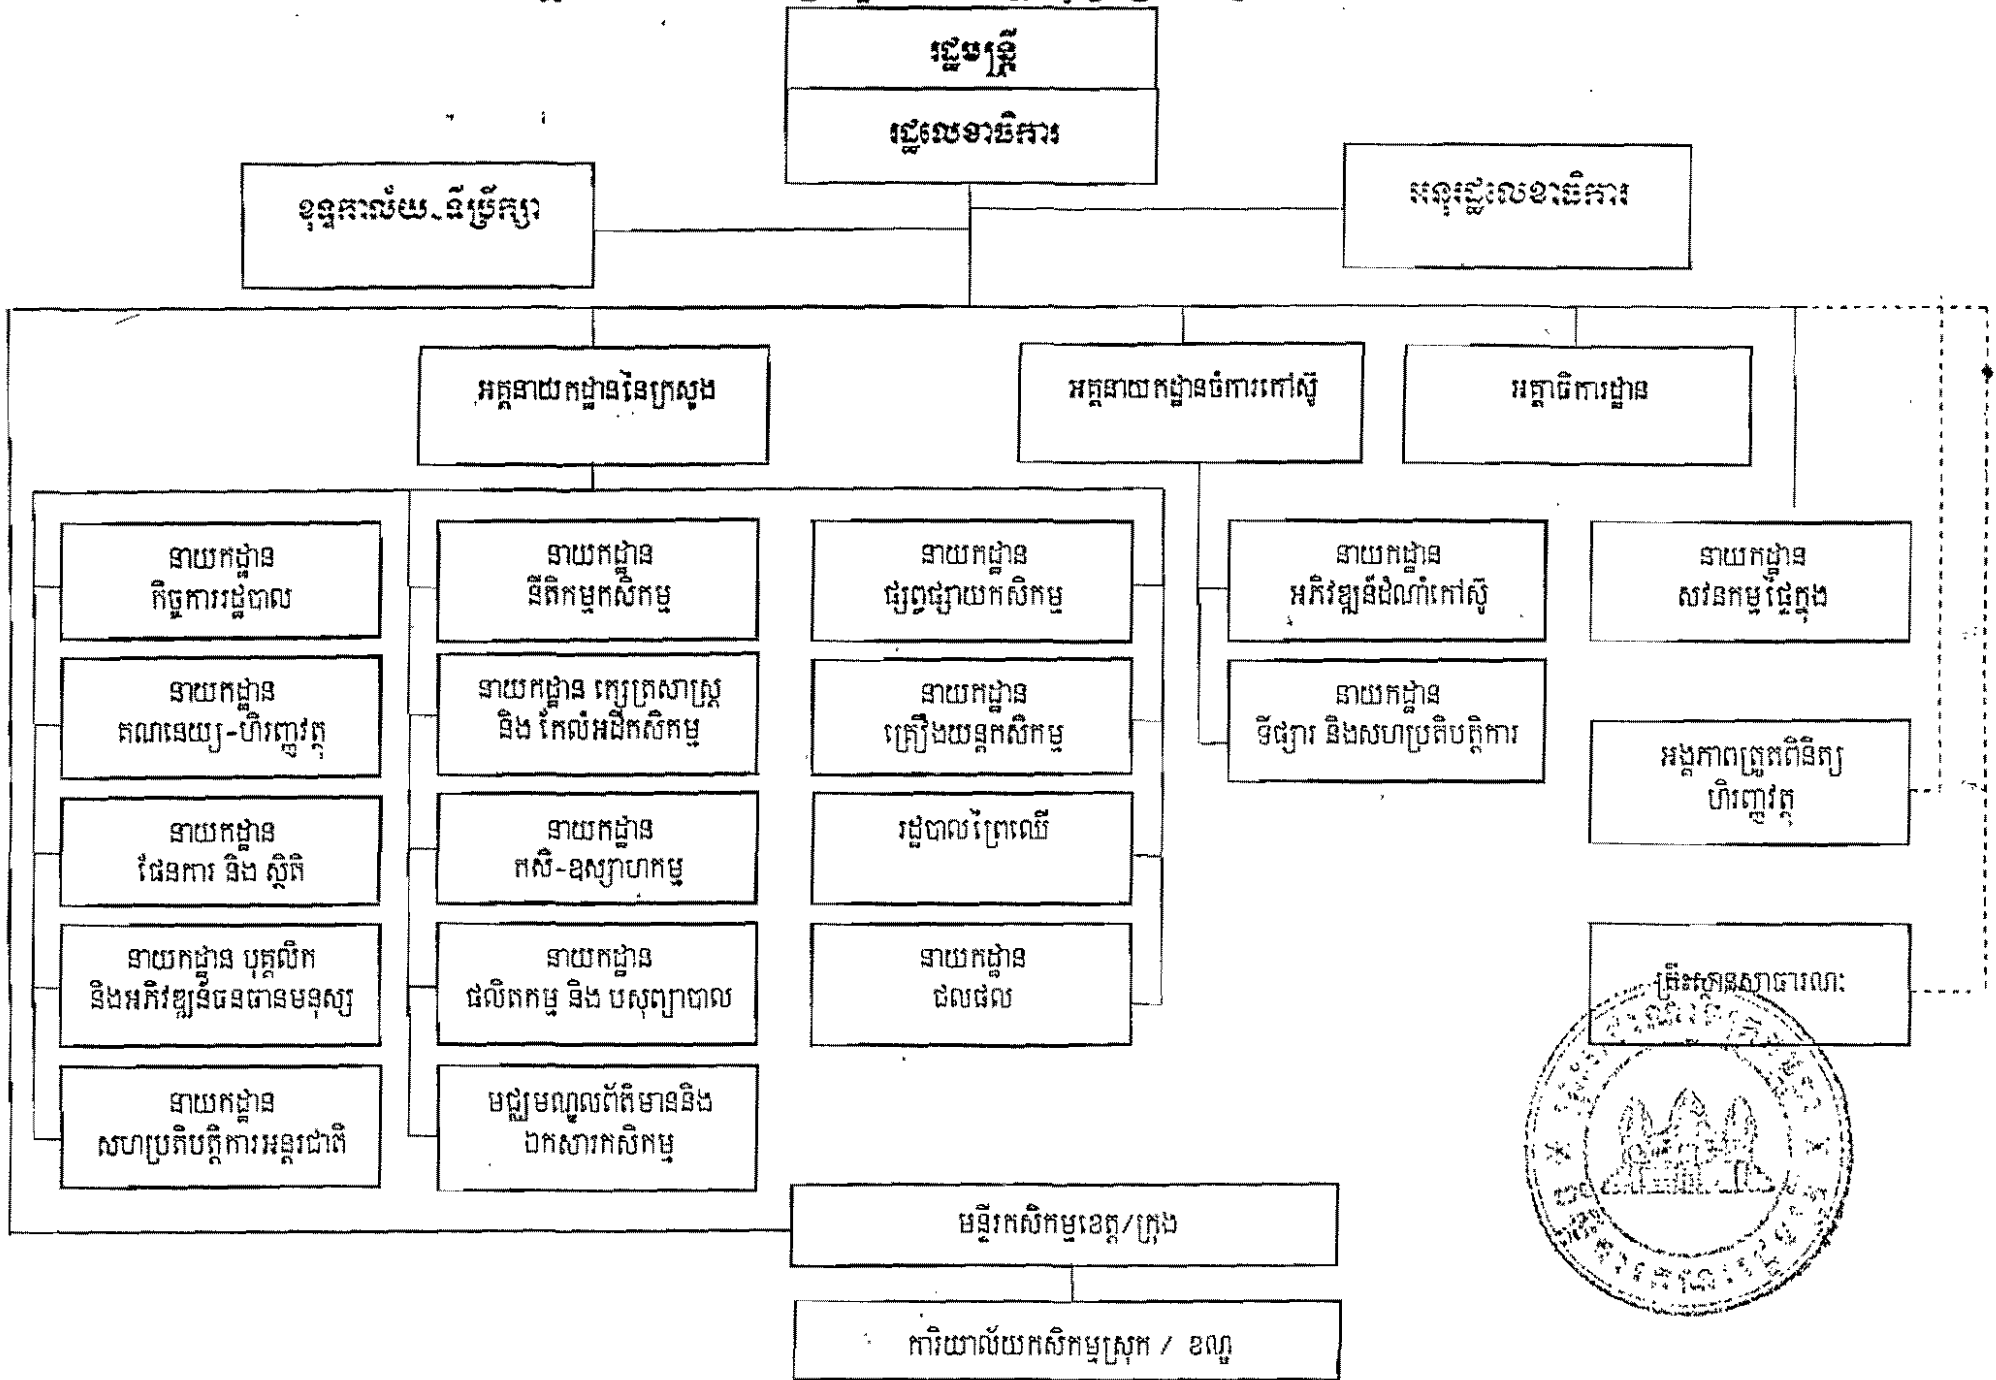 រដ្ឋមន្ត្រី
រដ្ឋលេខាធិការ
ខុទ្ទកាល័យ-ទីប្រឹក្សា
អនុរដ្ឋលេខាធិការ
អគ្គនាយកដ្ឋាននៃក្រសួង
អគ្គនាយកដ្ឋានចំការកៅស៊ូ
អគ្គាធិការដ្ឋាន
នាយកដ្ឋាន
កិច្ចការរដ្ឋបាល
នាយកដ្ឋាន
គណនេយ្យ-ហិរញ្ញវត្ថុ
នាយកដ្ឋាន
ផែនការ និង ស្ថិតិ
នាយកដ្ឋាន បុគ្គលិក
និងអភិវឌ្ឍន៍ធនធានមនុស្ស
នាយកដ្ឋាន
សហប្រតិបត្តិការអន្តរជាតិ
នាយកដ្ឋាន
នីតិកម្មកសិកម្ម
នាយកដ្ឋាន ក្សេត្រសាស្ត្រ
និង កែលំអដីកសិកម្ម
នាយកដ្ឋាន
កសិ-ឧស្សាហកម្ម
នាយកដ្ឋាន
ផលិតកម្ម និង បសុព្យាបាល
មជ្ឈមណ្ឌលព័ត៌មាននិង
ឯកសារកសិកម្ម
នាយកដ្ឋាន
ផ្សព្វផ្សាយកសិកម្ម
នាយកដ្ឋាន
គ្រឿងយន្តកសិកម្ម
រដ្ឋបាលព្រៃឈើ
នាយកដ្ឋាន
ជលផល
នាយកដ្ឋាន
អភិវឌ្ឍន៍ដំណាំកៅស៊ូ
នាយកដ្ឋាន
ទីផ្សារ និងសហប្រតិបត្តិការ
នាយកដ្ឋាន
សវនកម្មផ្ទៃក្នុង
អង្គភាពត្រួតពិនិត្យ
ហិរញ្ញវត្ថុ
គ្រឹះស្ថានសាធារណៈ
មន្ទីរកសិកម្មខេត្ត/ក្រុង
ការិយាល័យកសិកម្មស្រុក / ខណ្ឌ